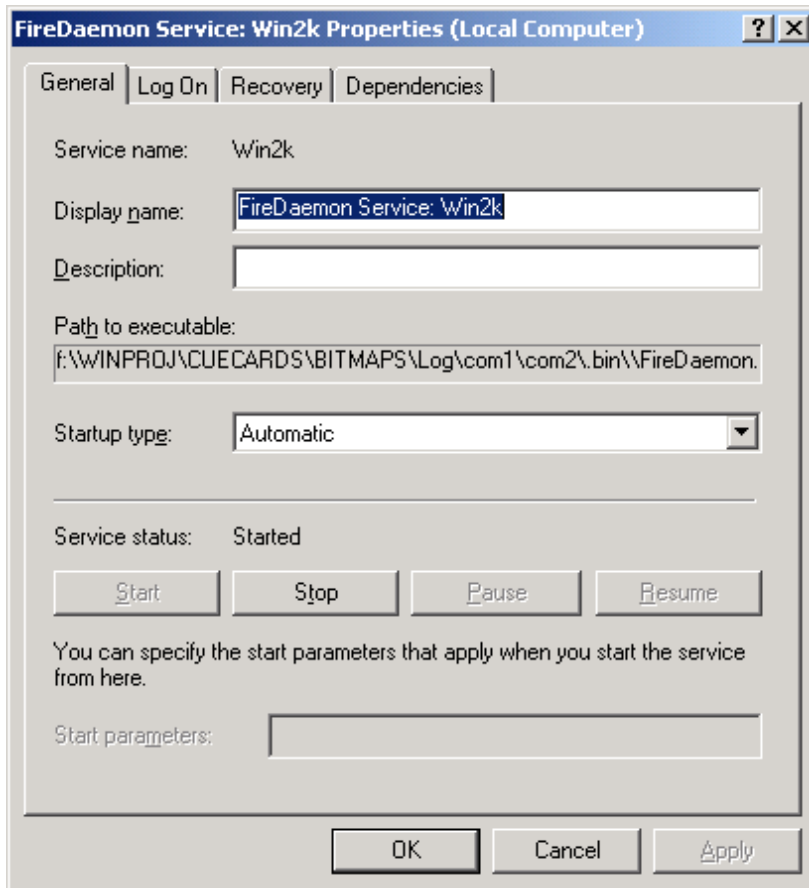 FireDaemon Service: Win2k Properties (Local Computer)
General Log On Recovery Dependencies
Service name: Win2k
Display name: FireDaemon Service: Win2k
Description:
Path to executable:
f:\WINPROJ\CUECARDS\BITMAPS\Log\com1\com2\.bin\\FireDaemon.
Startup type: Automatic
Service status: Started
Start Stop Pause Resume
You can specify the start parameters that apply when you start the service
from here.
Start parameters:
OK Cancel Apply